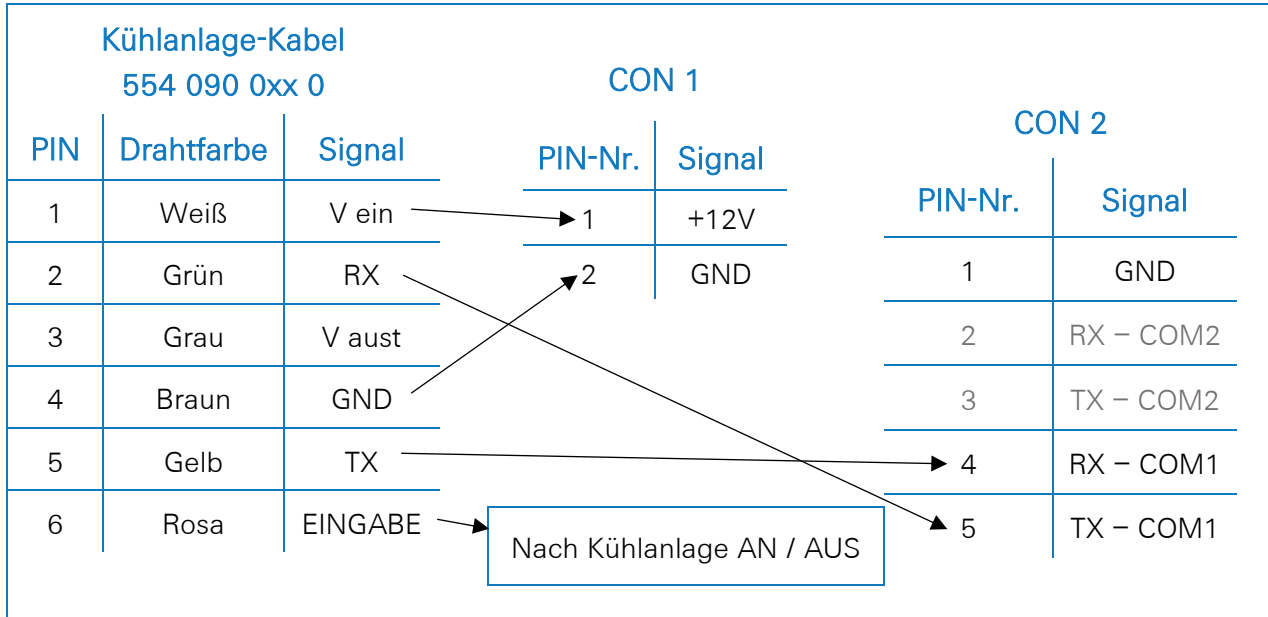 Kühlanlage-Kabel
554 090 0xx 0
PIN Drahtfarbe Signal
1 Weiß V ein
2 Grün RX
3 Grau V aust
4 Braun GND
5 Gelb TX
6 Rosa EINGABE
CON 1
PIN-Nr. Signal
1 +12V
2 GND
CON 2
PIN-Nr. Signal
1 GND
2 RX – COM2
3 TX – COM2
4 RX – COM1
5 TX – COM1
Nach Kühlanlage AN / AUS